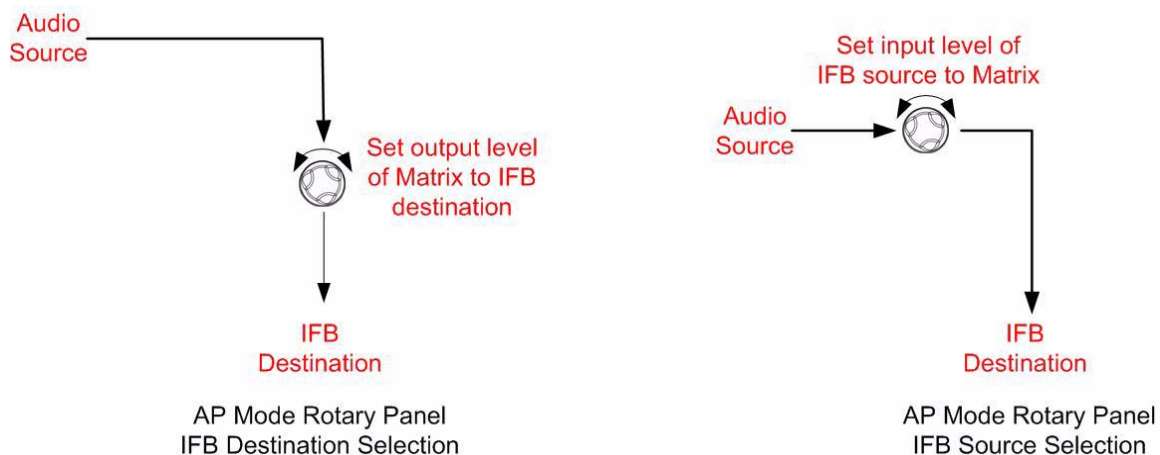 Audio
Source
Set output level
of Matrix to IFB
destination
IFB
Destination
AP Mode Rotary Panel
IFB Destination Selection
Set input level of
IFB source to Matrix
Audio
Source
IFB
Destination
AP Mode Rotary Panel
IFB Source Selection